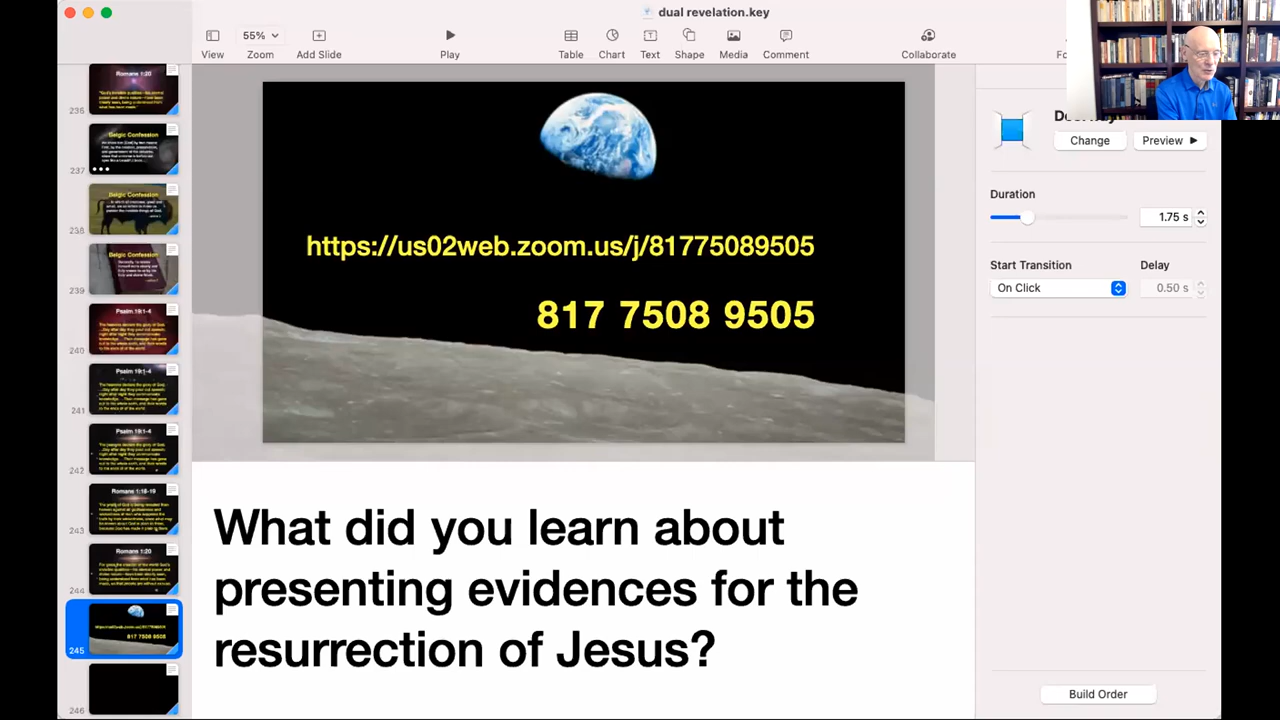 dual revelation.key
55%
View
Zoom
Add Slide
Play
Table
Chart
Text
Shape
Media
Comment
Collaborate
Change
Preview
Duration
1.75 s
Start Transition
Delay
On Click
0.50 s
Build Order
https://us02web.zoom.us/j/81775089505
817 7508 9505
What did you learn about
presenting evidences for the
resurrection of Jesus?
Romans 1:20
236
Belgic Confession
237
Belgic Confession
238
Belgic Confession
239
Psalm 19:1-4
240
Psalm 19:1-4
241
Psalm 19:1-4
242
Romans 1:18-19
243
Romans 1:20
244
817 7508 9505
245
246